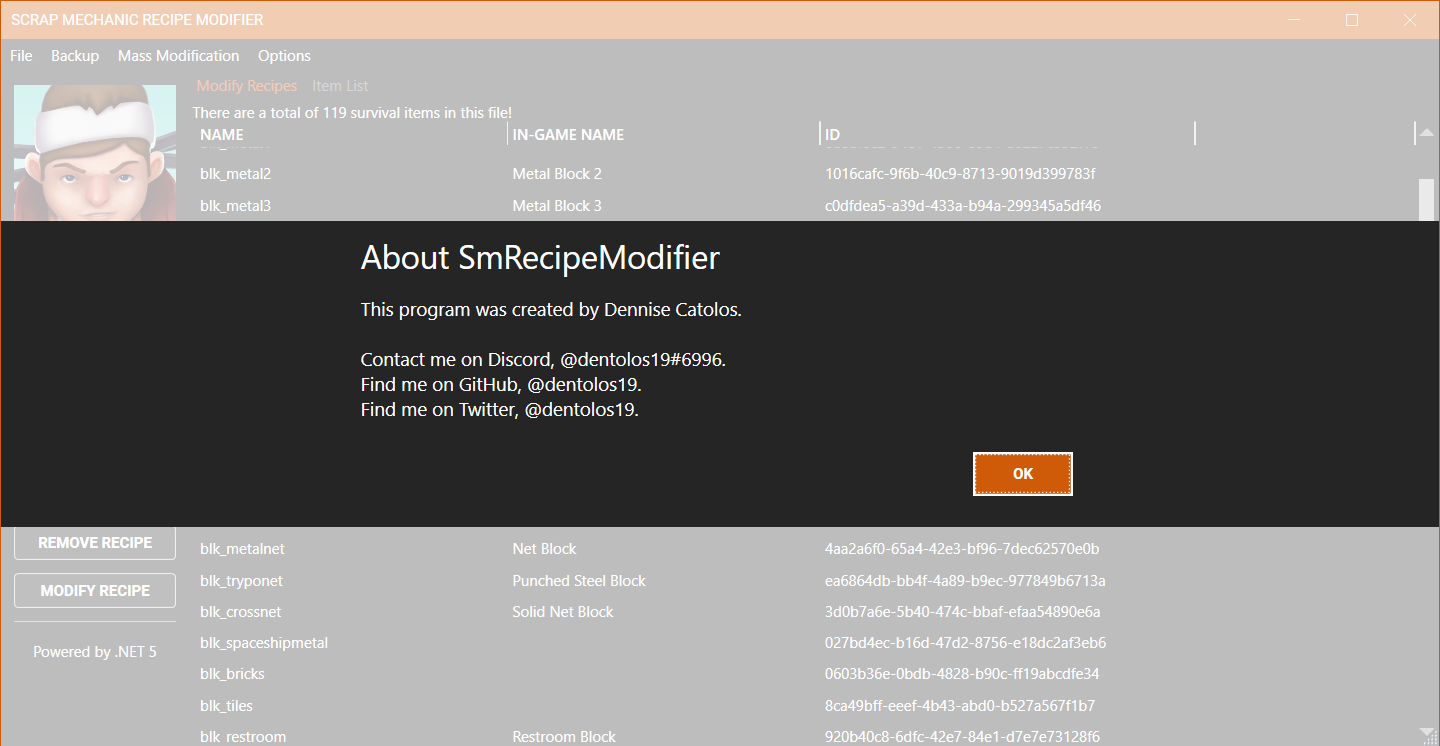 SCRAP MECHANIC RECIPE MODIFIER
File Backup Mass Modification Options
Modify Recipes Item List
There are a total of 119 survival items in this file!
NAME IN-GAME NAME ID
blk_metal2 Metal Block 2 1016cafc-9f6b-40c9-8713-9019d399783f
blk_metal3 Metal Block 3 c0dfdea5-a39d-433a-b94a-299345a5df46
About SmRecipeModifier
This program was created by Dennise Catolos.
Contact me on Discord, @dentolos19#6996.
Find me on GitHub, @dentolos19.
Find me on Twitter, @dentolos19.
OK
REMOVE RECIPE
MODIFY RECIPE
Powered by .NET 5
blk_metalnet Net Block 4aa2a6f0-65a4-42e3-bf96-7dec62570e0b
blk_tryponet Punched Steel Block ea6864db-bb4f-4a89-b9ec-977849b6713a
blk_crossnet Solid Net Block 3d0b7a6e-5b40-474c-bbaf-efaa54890e6a
blk_spaceshipmetal 027bd4ec-b16d-47d2-8756-e18dc2af3eb6
blk_bricks 0603b36e-0bdb-4828-b90c-ff19abcdfe34
blk_tiles 8ca49bff-eeef-4b43-abd0-b527a567f1b7
blk_restroom Restroom Block 920b40c8-6dfc-42e7-84e1-d7e7e73128f6